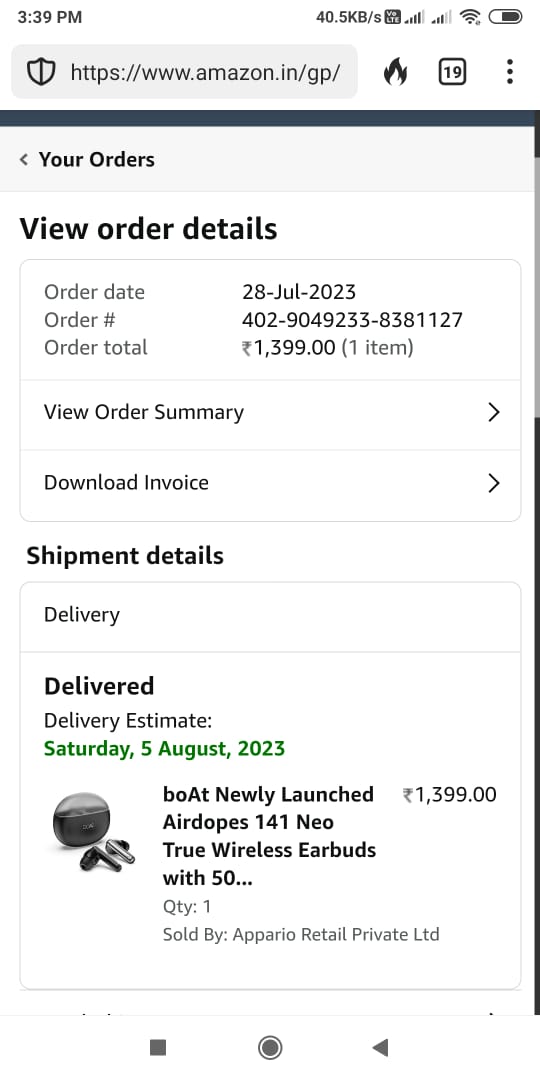 3:39 PM
40.5KB/s
https://www.amazon.in/gp/
19
Your Orders
View order details
Order date 28-Jul-2023
Order # 402-9049233-8381127
Order total ₹1,399.00 (1 item)
View Order Summary
Download Invoice
Shipment details
Delivery
Delivered
Delivery Estimate:
Saturday, 5 August, 2023
boAt Newly Launched ₹1,399.00
Airdopes 141 Neo
True Wireless Earbuds
with 50...
Qty: 1
Sold By: Appario Retail Private Ltd